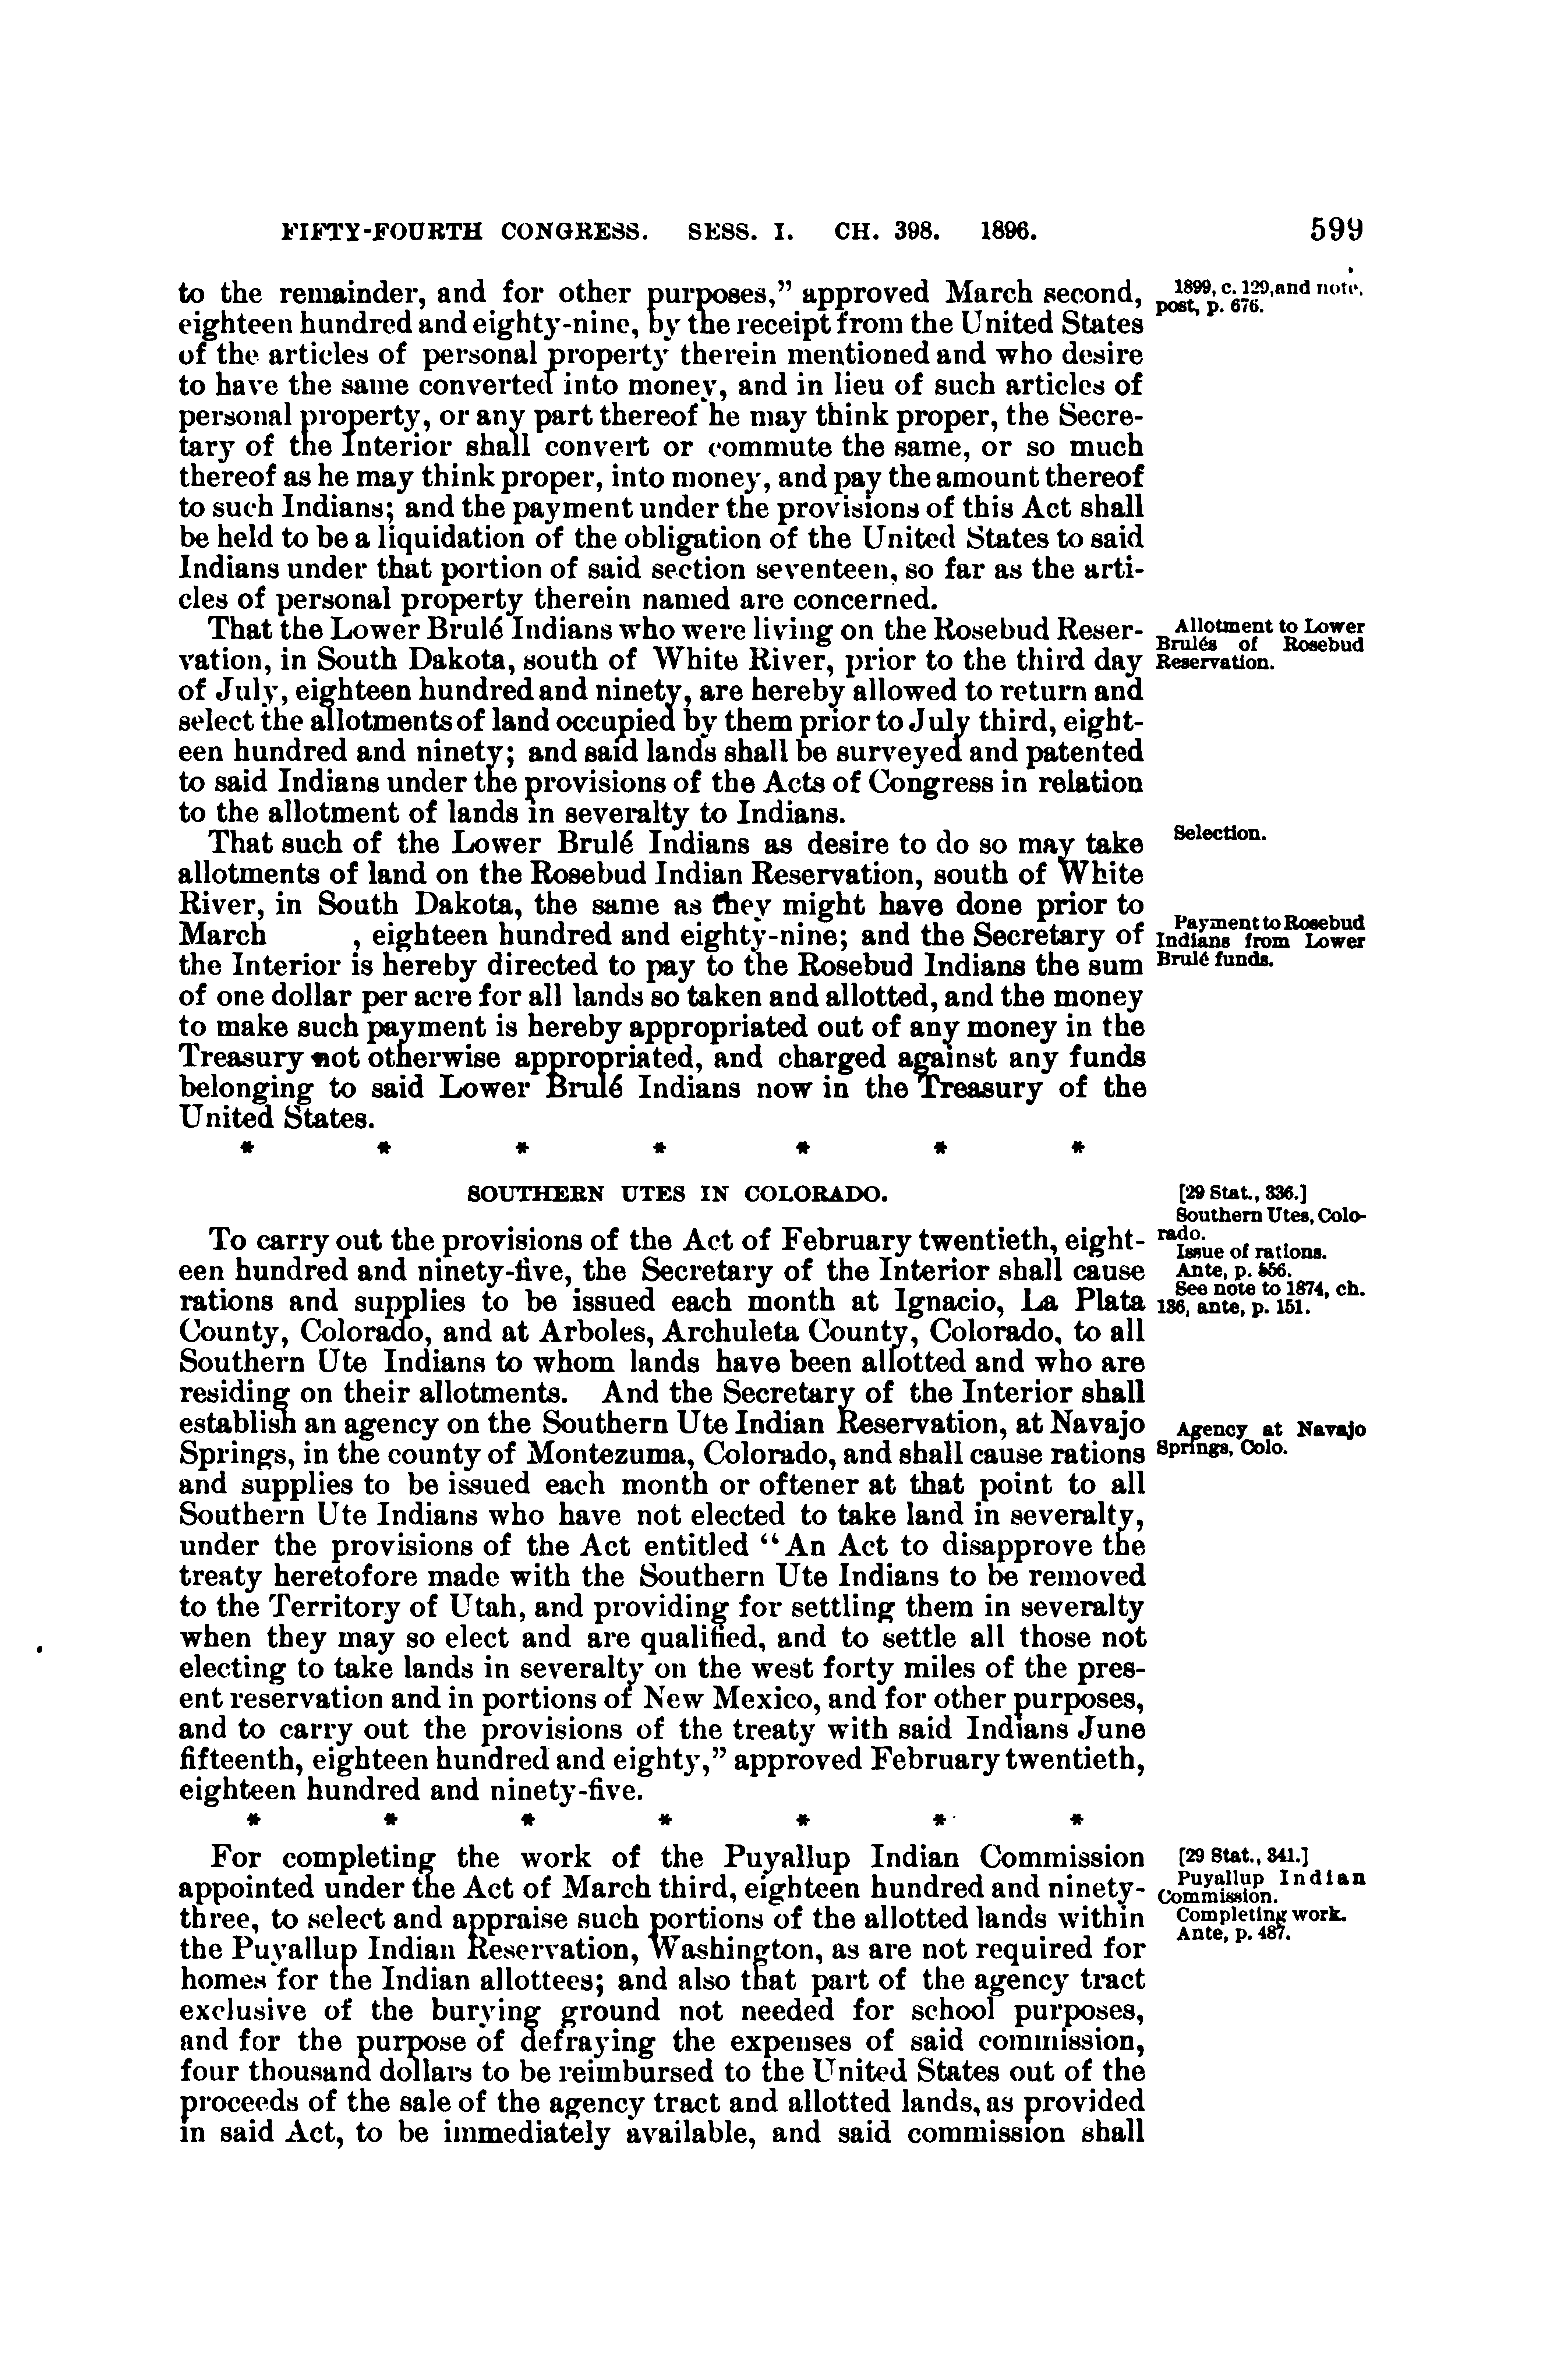 FIFTY-FOURTH CONGRESS. SESS. I. CH. 398. 1896. 599
to the remainder, and for other purposes,” approved March second,
eighteen hundred and eighty-nine, by the receipt from the United States
of the articles of personal property therein mentioned and who desire
to have the same converted into money, and in lieu of such articles of
personal property, or any part thereof he may think proper, the Secre-
tary of the Interior shall convert or commute the same, or so much
thereof as he may think proper, into money, and pay the amount thereof
to such Indians; and the payment under the provisions of this Act shall
be held to be a liquidation of the obligation of the United States to said
Indians under that portion of said section seventeen, so far as the arti-
cles of personal property therein named are concerned.
1899, c. 129, and note,
post, p. 676.
That the Lower Brulé Indians who were living on the Rosebud Reser-
vation, in South Dakota, south of White River, prior to the third day
of July, eighteen hundred and ninety, are hereby allowed to return and
select the allotments of land occupied by them prior to July third, eight-
een hundred and ninety; and said lands shall be surveyed and patented
to said Indians under the provisions of the Acts of Congress in relation
to the allotment of lands in severalty to Indians.
Allotment to Lower
Brulés of Rosebud
Reservation.
That such of the Lower Brulé Indians as desire to do so may take
allotments of land on the Rosebud Indian Reservation, south of White
River, in South Dakota, the same as they might have done prior to
March , eighteen hundred and eighty-nine; and the Secretary of
the Interior is hereby directed to pay to the Rosebud Indians the sum
of one dollar per acre for all lands so taken and allotted, and the money
to make such payment is hereby appropriated out of any money in the
Treasury not otherwise appropriated, and charged against any funds
belonging to said Lower Brulé Indians now in the Treasury of the
United States.
Selection.
Payment to Rosebud
Indians from Lower
Brulé funds.
* * * * * * *
SOUTHERN UTES IN COLORADO.
To carry out the provisions of the Act of February twentieth, eight-
een hundred and ninety-five, the Secretary of the Interior shall cause
rations and supplies to be issued each month at Ignacio, La Plata
County, Colorado, and at Arboles, Archuleta County, Colorado, to all
Southern Ute Indians to whom lands have been allotted and who are
residing on their allotments. And the Secretary of the Interior shall
establish an agency on the Southern Ute Indian Reservation, at Navajo
Springs, in the county of Montezuma, Colorado, and shall cause rations
and supplies to be issued each month or oftener at that point to all
Southern Ute Indians who have not elected to take land in severalty,
under the provisions of the Act entitled “An Act to disapprove the
treaty heretofore made with the Southern Ute Indians to be removed
to the Territory of Utah, and providing for settling them in severalty
when they may so elect and are qualified, and to settle all those not
electing to take lands in severalty on the west forty miles of the pres-
ent reservation and in portions of New Mexico, and for other purposes,
and to carry out the provisions of the treaty with said Indians June
fifteenth, eighteen hundred and eighty,” approved February twentieth,
eighteen hundred and ninety-five.
[29 Stat., 336.]
Southern Utes, Colo-
rado.
Issue of rations.
Ante, p. 556.
See note to 1874, ch.
136, ante, p. 151.
Agency at Navajo
Springs, Colo.
* * * * * * *
For completing the work of the Puyallup Indian Commission
appointed under the Act of March third, eighteen hundred and ninety-
three, to select and appraise such portions of the allotted lands within
the Puyallup Indian Reservation, Washington, as are not required for
homes for the Indian allottees; and also that part of the agency tract
exclusive of the burying ground not needed for school purposes,
and for the purpose of defraying the expenses of said commission,
four thousand dollars to be reimbursed to the United States out of the
proceeds of the sale of the agency tract and allotted lands, as provided
in said Act, to be immediately available, and said commission shall
[29 Stat., 341.]
Puyallup Indian
Commission.
Completing work.
Ante, p. 487.